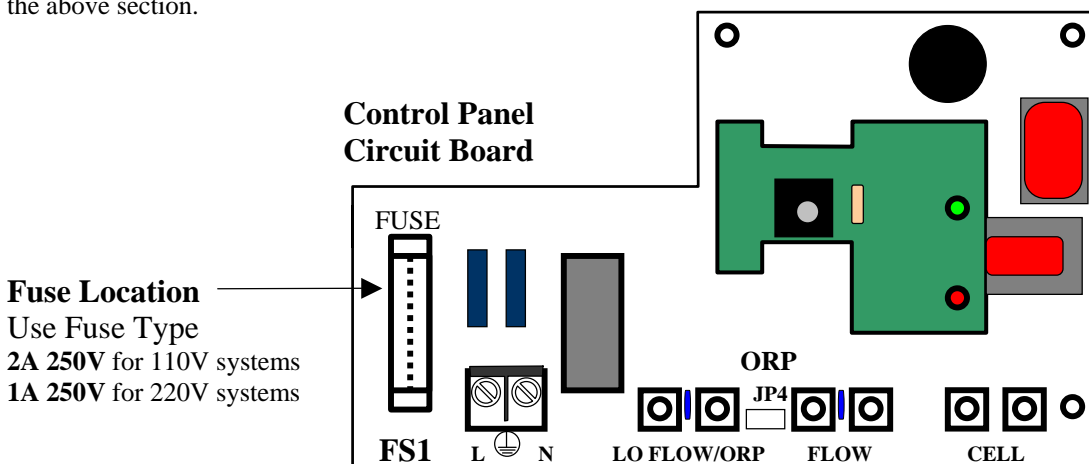 the above section.
Control Panel
Circuit Board
FUSE
Fuse Location
Use Fuse Type
2A 250V for 110V systems
1A 250V for 220V systems
ORP
JP4
FS1
L N
LO FLOW/ORP
FLOW
CELL